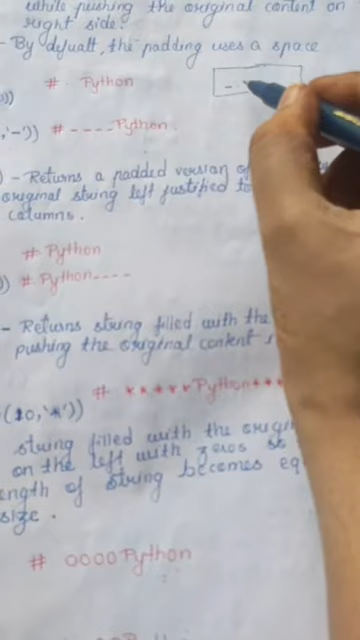 while pushing the original content on
right side.
- By default, the padding uses a space
# Python
))
,'-')) # ----Python.
) - Returns a padded version of
original string left justified to
columns.
# Python
) # Python----
- Returns string filled with the
pushing the original content
# *****Python***
(20,'*'))
string filled with the origi
on the left with zeros so
ength of string becomes eq
size.
# 0000Python